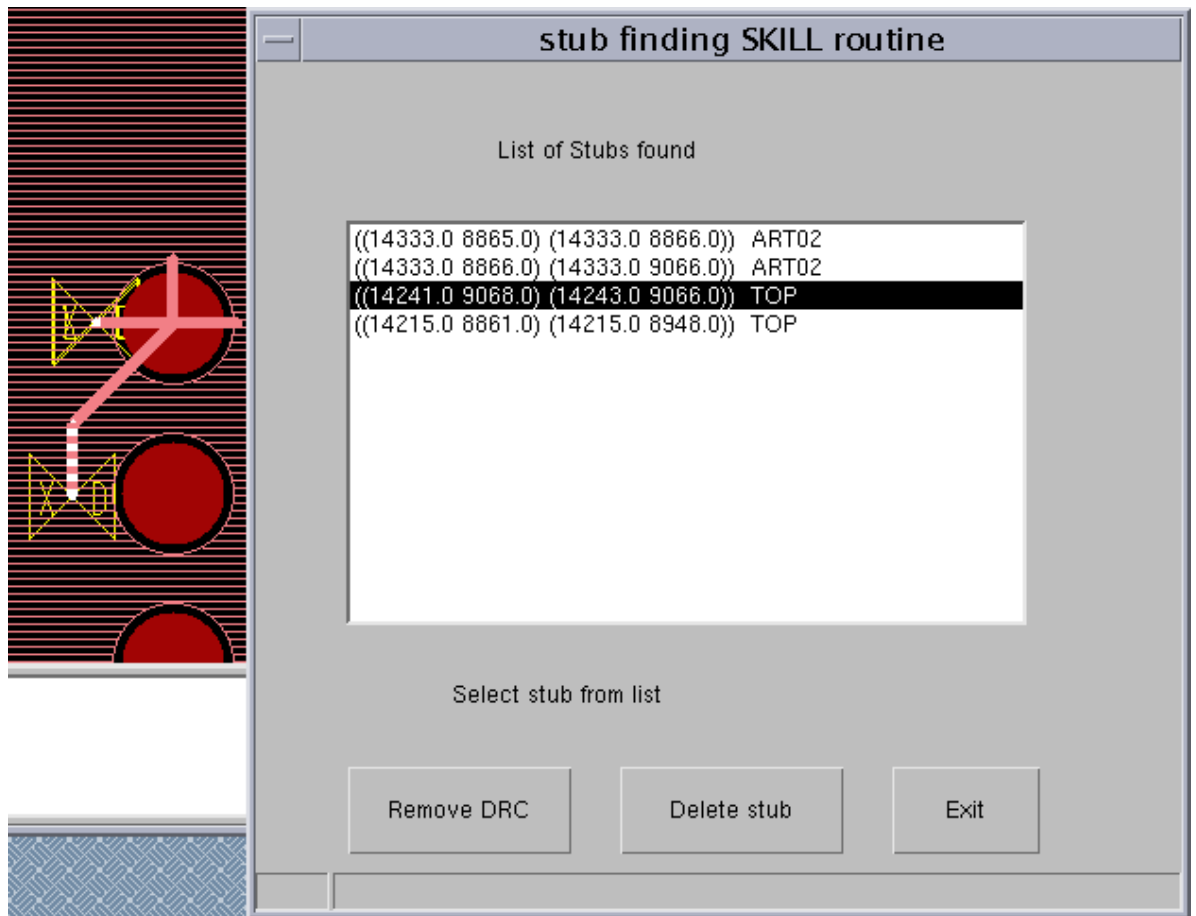 stub finding SKILL routine
List of Stubs found
((14333.0 8865.0) (14333.0 8866.0)) ART02
((14333.0 8866.0) (14333.0 9066.0)) ART02
((14241.0 9068.0) (14243.0 9066.0)) TOP
((14215.0 8861.0) (14215.0 8948.0)) TOP
Select stub from list
Remove DRC
Delete stub
Exit